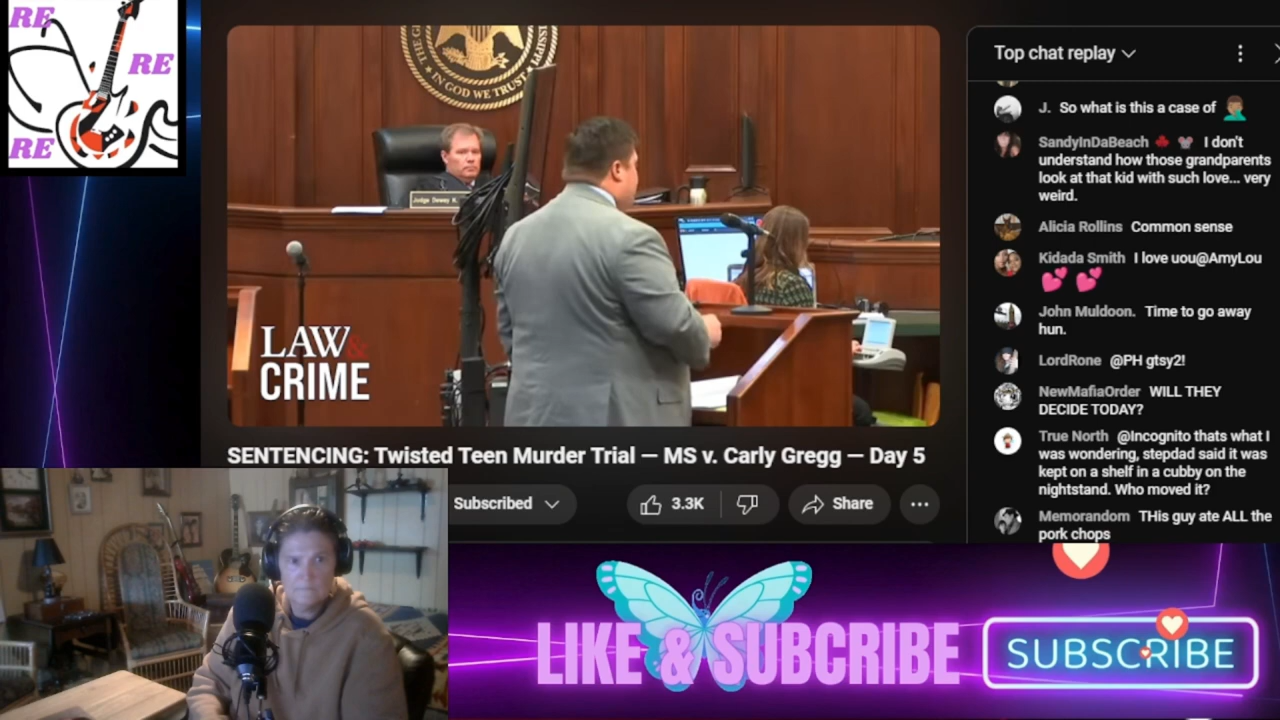 RE
RE
RE
IN GOD WE TRUST
Judge Dewey K.
LAW&
CRIME
SENTENCING: Twisted Teen Murder Trial — MS v. Carly Gregg — Day 5
Subscribed
3.3K
Share
Top chat replay
J. So what is this a case of
SandyInDaBeach I don't
understand how those grandparents
look at that kid with such love... very
weird.
Alicia Rollins Common sense
Kidada Smith I love uou@AmyLou
John Muldoon. Time to go away
hun.
LordRone @PH gtsy2!
NewMafiaOrder WILL THEY
DECIDE TODAY?
True North @Incognito thats what I
was wondering, stepdad said it was
kept on a shelf in a cubby on the
nightstand. Who moved it?
Memorandom THis guy ate ALL the
pork chops
LIKE & SUBCRIBE
SUBSCRIBE